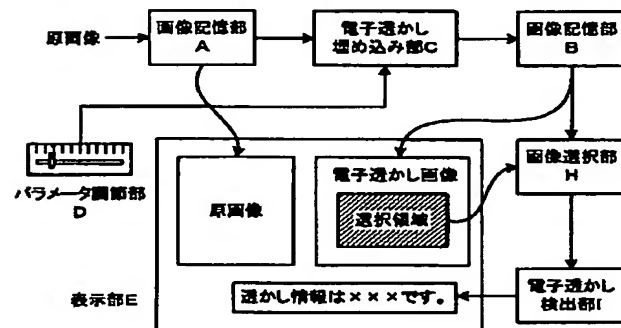 原画像
画像記憶部
A
電子透かし
埋め込み部C
画像記憶部
B
パラメータ調節部
D
原画像
電子透かし画像
選択領域
画像選択部
H
表示部E
透かし情報は×××です。
電子透かし
検出部I